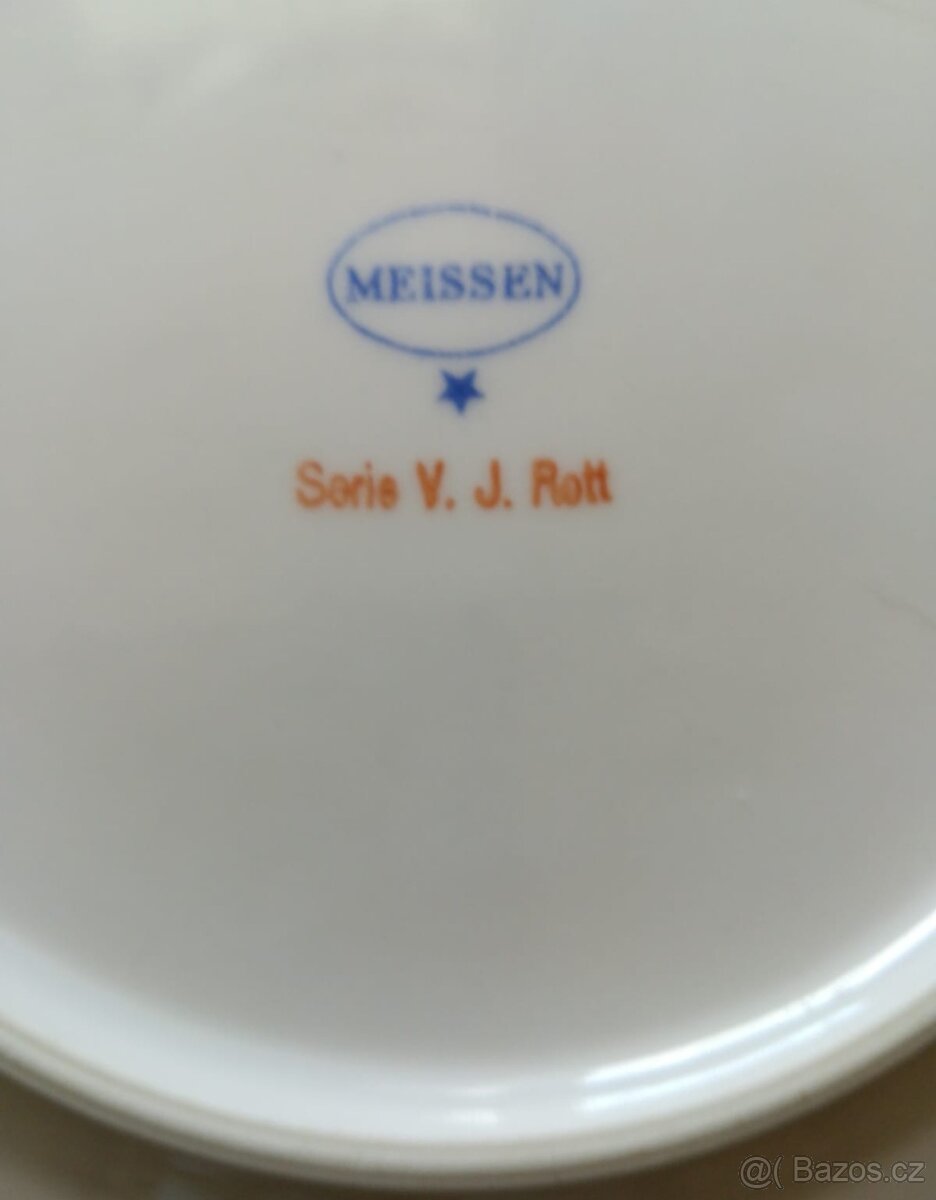 MEISSEN
Serie V. J. Rott
@( Bazos.cz